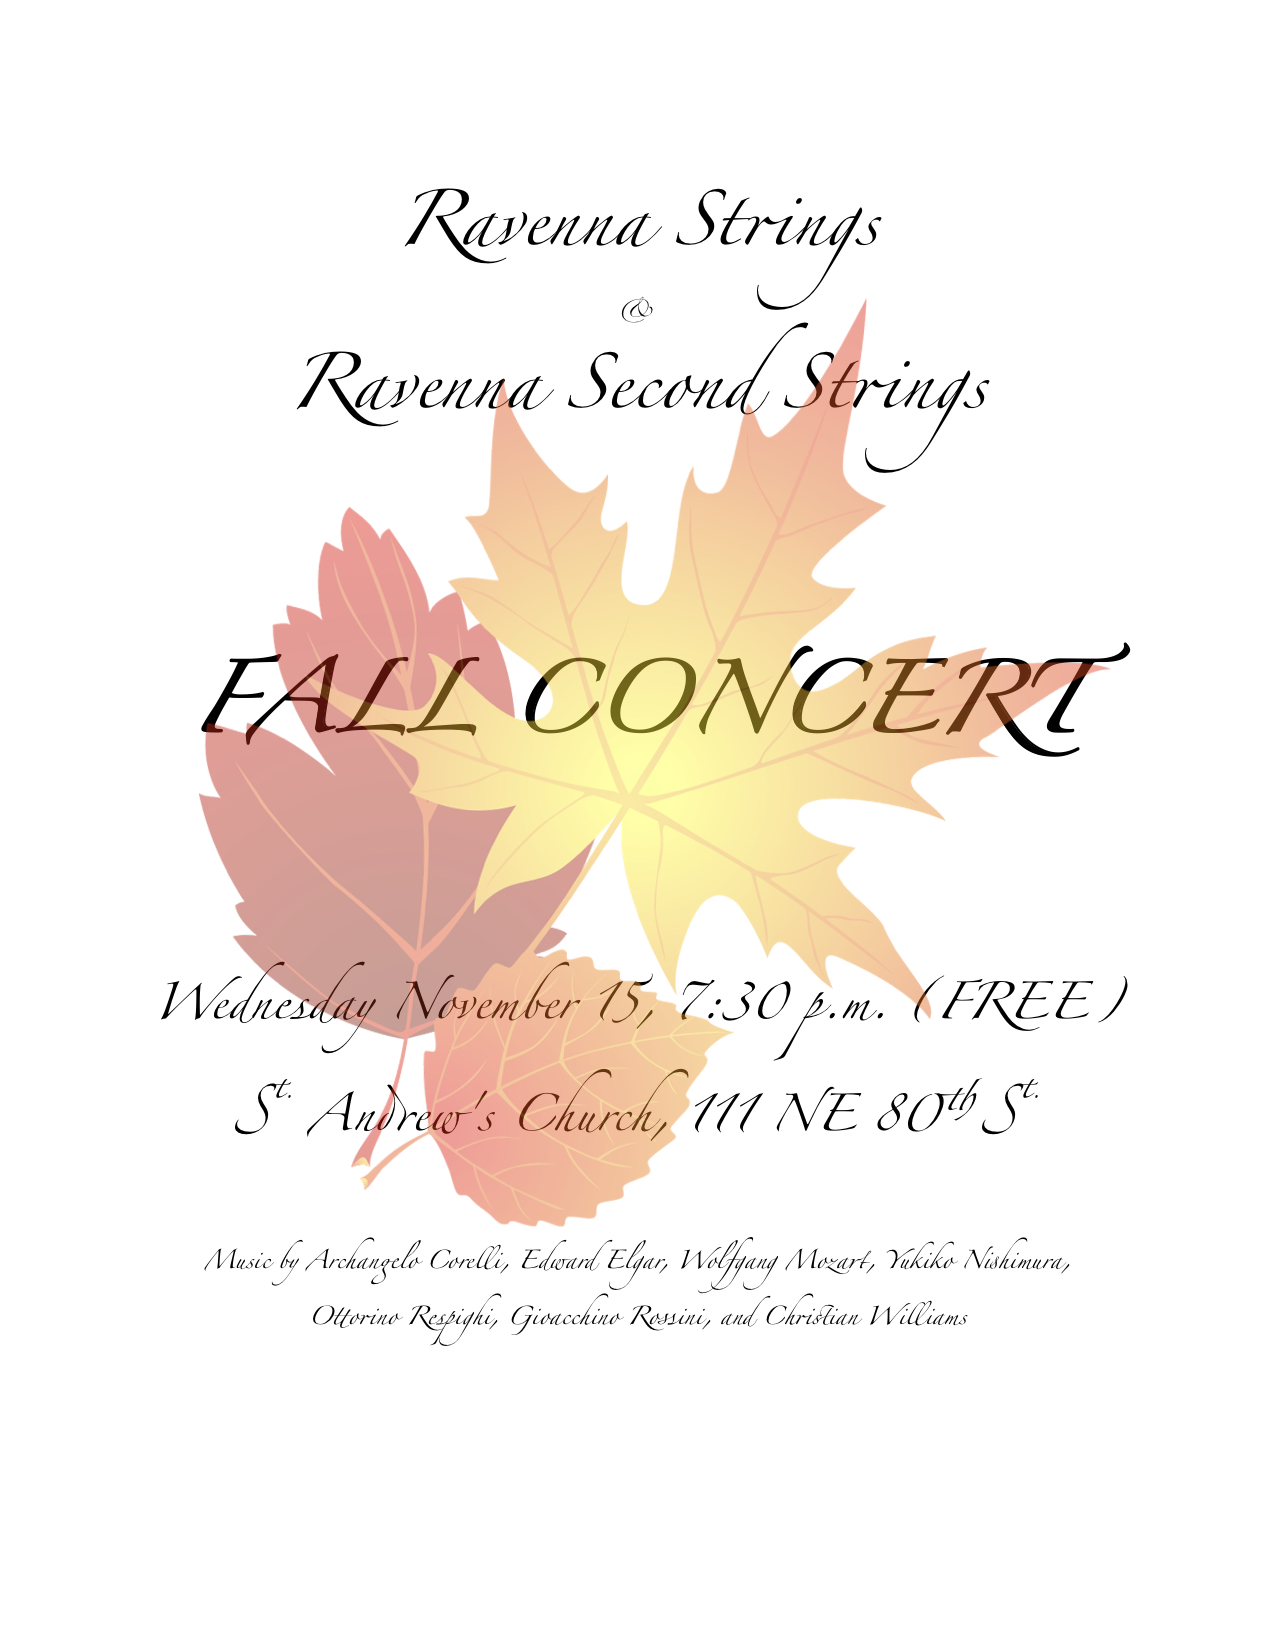 Ravenna Strings
&
Ravenna Second Strings
FALL CONCERT
Wednesday November 15, 7:30 p.m. (FREE)
St. Andrew's Church, 111 NE 80th St.
Music by Archangelo Corelli, Edward Elgar, Wolfgang Mozart, Yukiko Nishimura,
Ottorino Respighi, Gioacchino Rossini, and Christian Williams